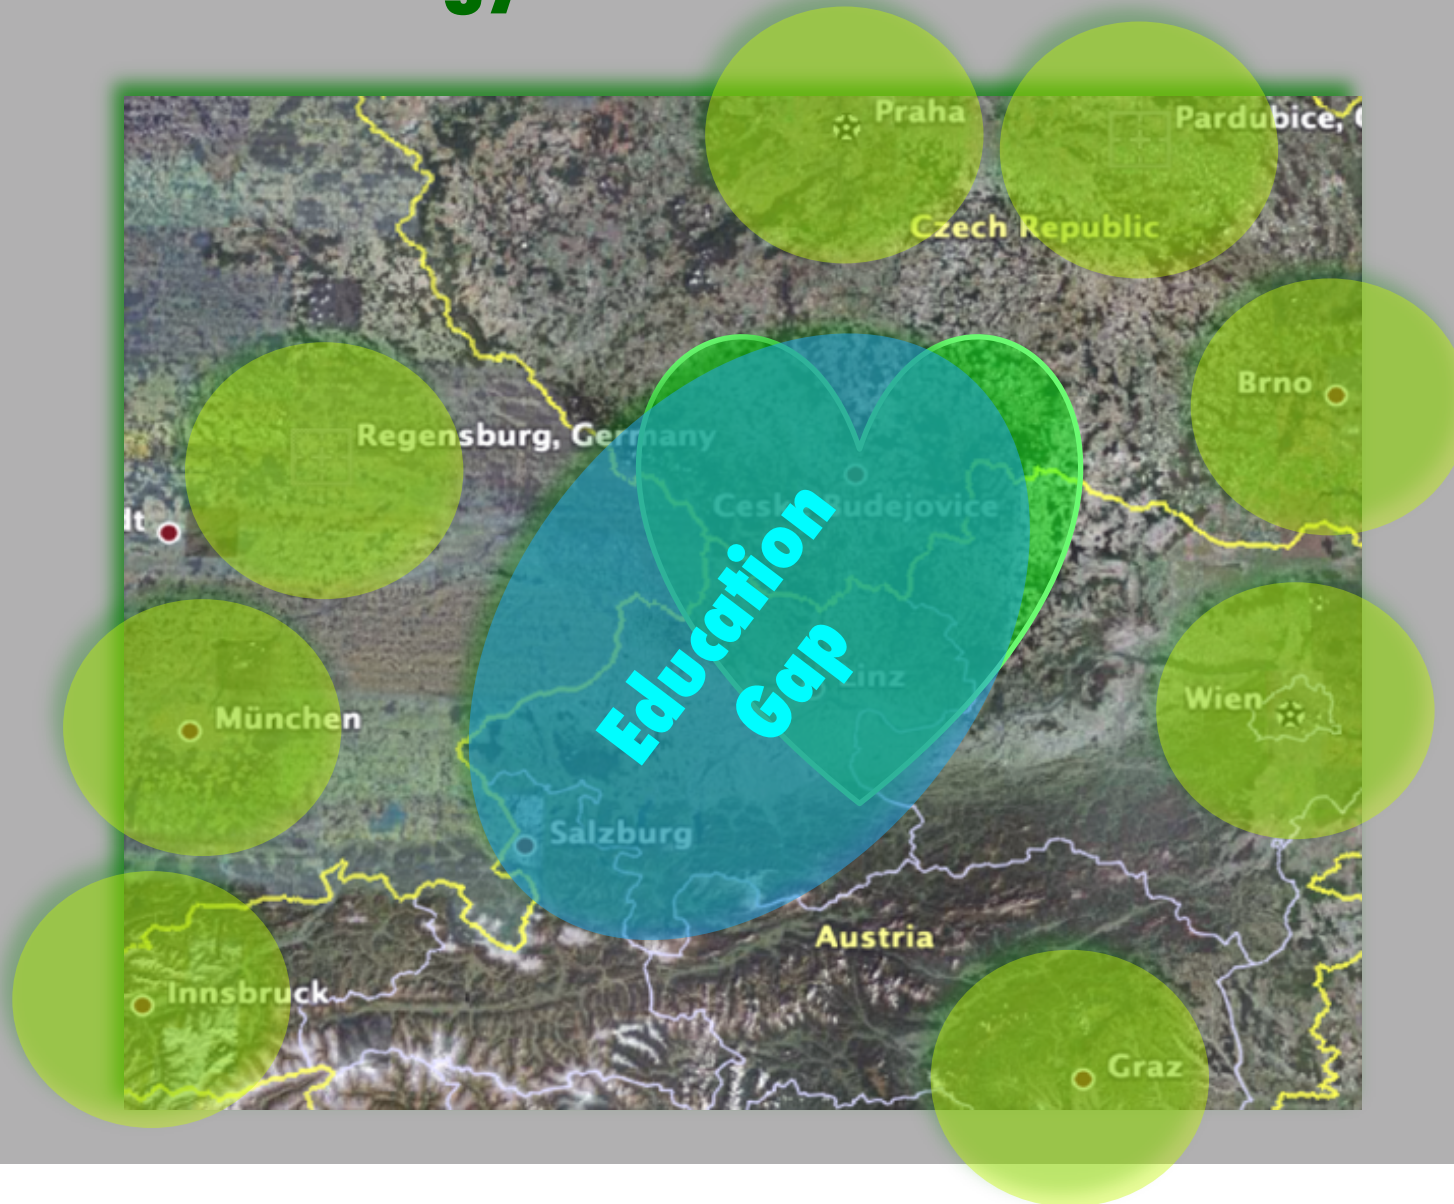 Praha
Pardubice,
Czech Republic
Brno
Regensburg, Germany
Ceske Budejovice
Education
Gap
Linz
Wien
München
Salzburg
Austria
Innsbruck
Graz